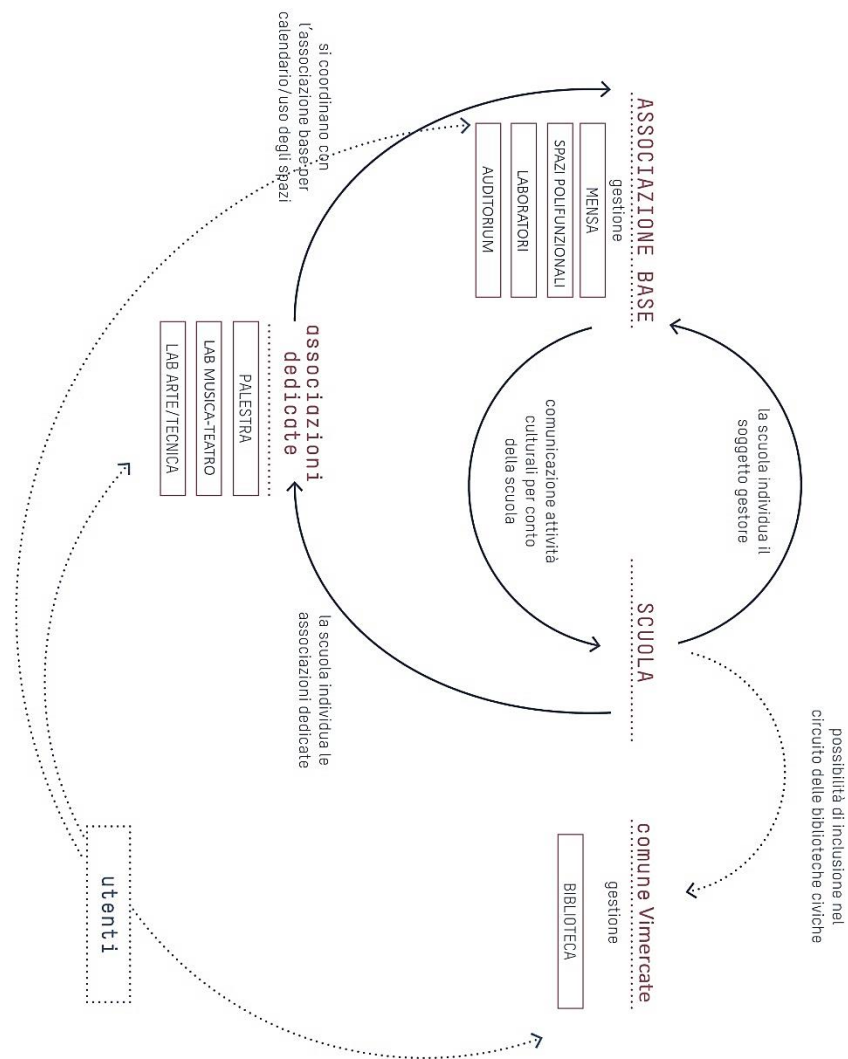 possibilità di inclusione nel
circuito delle biblioteche civiche
la scuola individua il
soggetto gestore
ASSOCIAZIONE BASE
gestione
MENSA
SPAZI POLIFUNZIONALI
LABORATORI
AUDITORIUM
comunicazione attività
culturali per conto
della scuola
SCUOLA
comune Vimercate
gestione
BIBLIOTECA
si coordinano con
l'associazione base per
calendario/uso degli spazi
associazioni
dedicate
PALESTRA
LAB MUSICA-TEATRO
LAB ARTE/TECNICA
la scuola individua le
associazioni dedicate
utenti